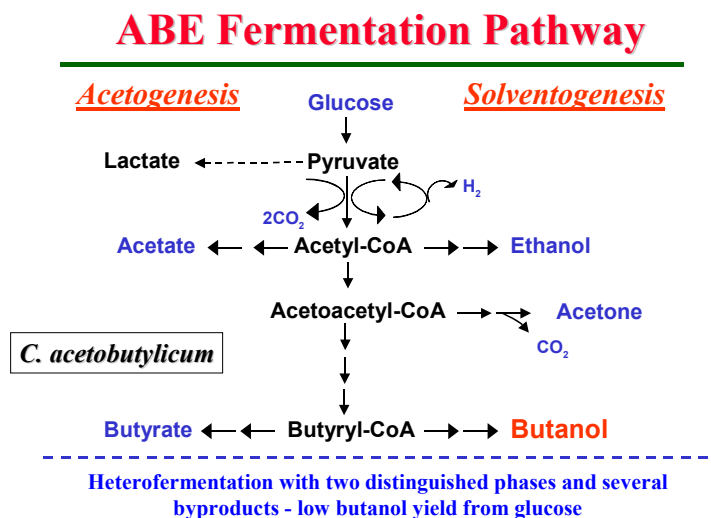 ABE Fermentation Pathway
Acetogenesis
Glucose
Solventogenesis
Lactate
Pyruvate
H₂
2CO₂
Acetate
Acetyl-CoA
Ethanol
Acetoacetyl-CoA
Acetone
CO₂
C. acetobutylicum
Butyrate
Butyryl-CoA
Butanol
Heterofermentation with two distinguished phases and several
byproducts - low butanol yield from glucose